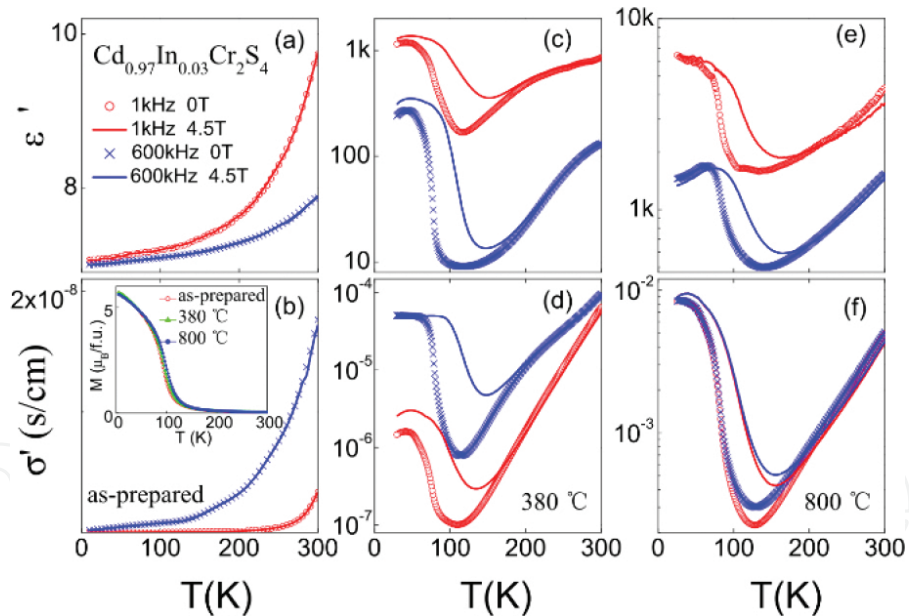 10
8
ε '
(a)
Cd0.97In0.03Cr2S4
1kHz 0T
1kHz 4.5T
600kHz 0T
600kHz 4.5T
1k
100
10
(c)
10k
1k
(e)
2x10⁻⁸
σ' (s/cm)
(b)
as-prepared
380 ℃
800 ℃
M (μB/f.u.)
5
0
0 100 200 300
T (K)
as-prepared
0 100 200 300
T(K)
10⁻⁴
10⁻⁵
10⁻⁶
10⁻⁷
(d)
380 ℃
0 100 200 300
T(K)
10⁻²
10⁻³
(f)
800 ℃
0 100 200 300
T(K)